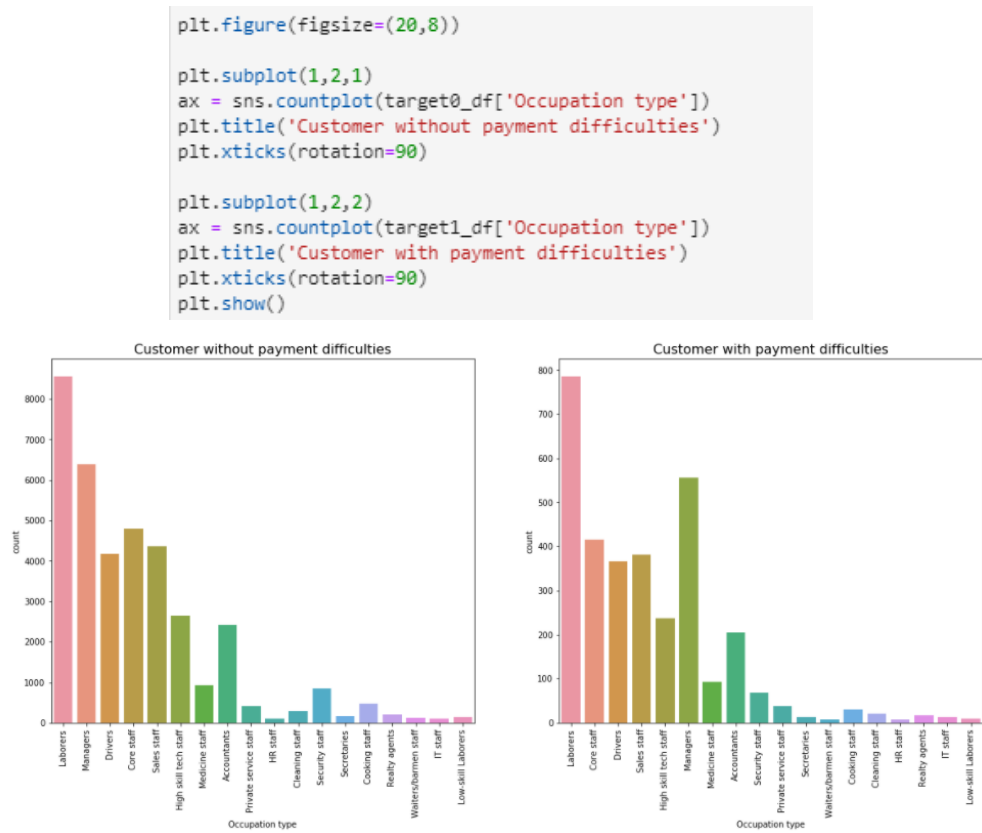 plt.figure(figsize=(20,8))
plt.subplot(1,2,1)
ax = sns.countplot(target0_df['Occupation type'])
plt.title('Customer without payment difficulties')
plt.xticks(rotation=90)
plt.subplot(1,2,2)
ax = sns.countplot(target1_df['Occupation type'])
plt.title('Customer with payment difficulties')
plt.xticks(rotation=90)
plt.show()
Customer without payment difficulties
8000
7000
6000
5000
4000
3000
2000
1000
0
count
Laborers
Managers
Drivers
Core staff
Sales staff
High skill tech staff
Medicine staff
Accountants
Private service staff
HR staff
Cleaning staff
Security staff
Secretaries
Cooking staff
Realty agents
Waiters/barmen staff
IT staff
Low-skill Laborers
Occupation type
Customer with payment difficulties
800
700
600
500
400
300
200
100
0
count
Laborers
Core staff
Drivers
Sales staff
High skill tech staff
Managers
Medicine staff
Accountants
Security staff
Private service staff
Secretaries
Waiters/barmen staff
Cooking staff
Cleaning staff
HR staff
Realty agents
IT staff
Low-skill Laborers
Occupation type